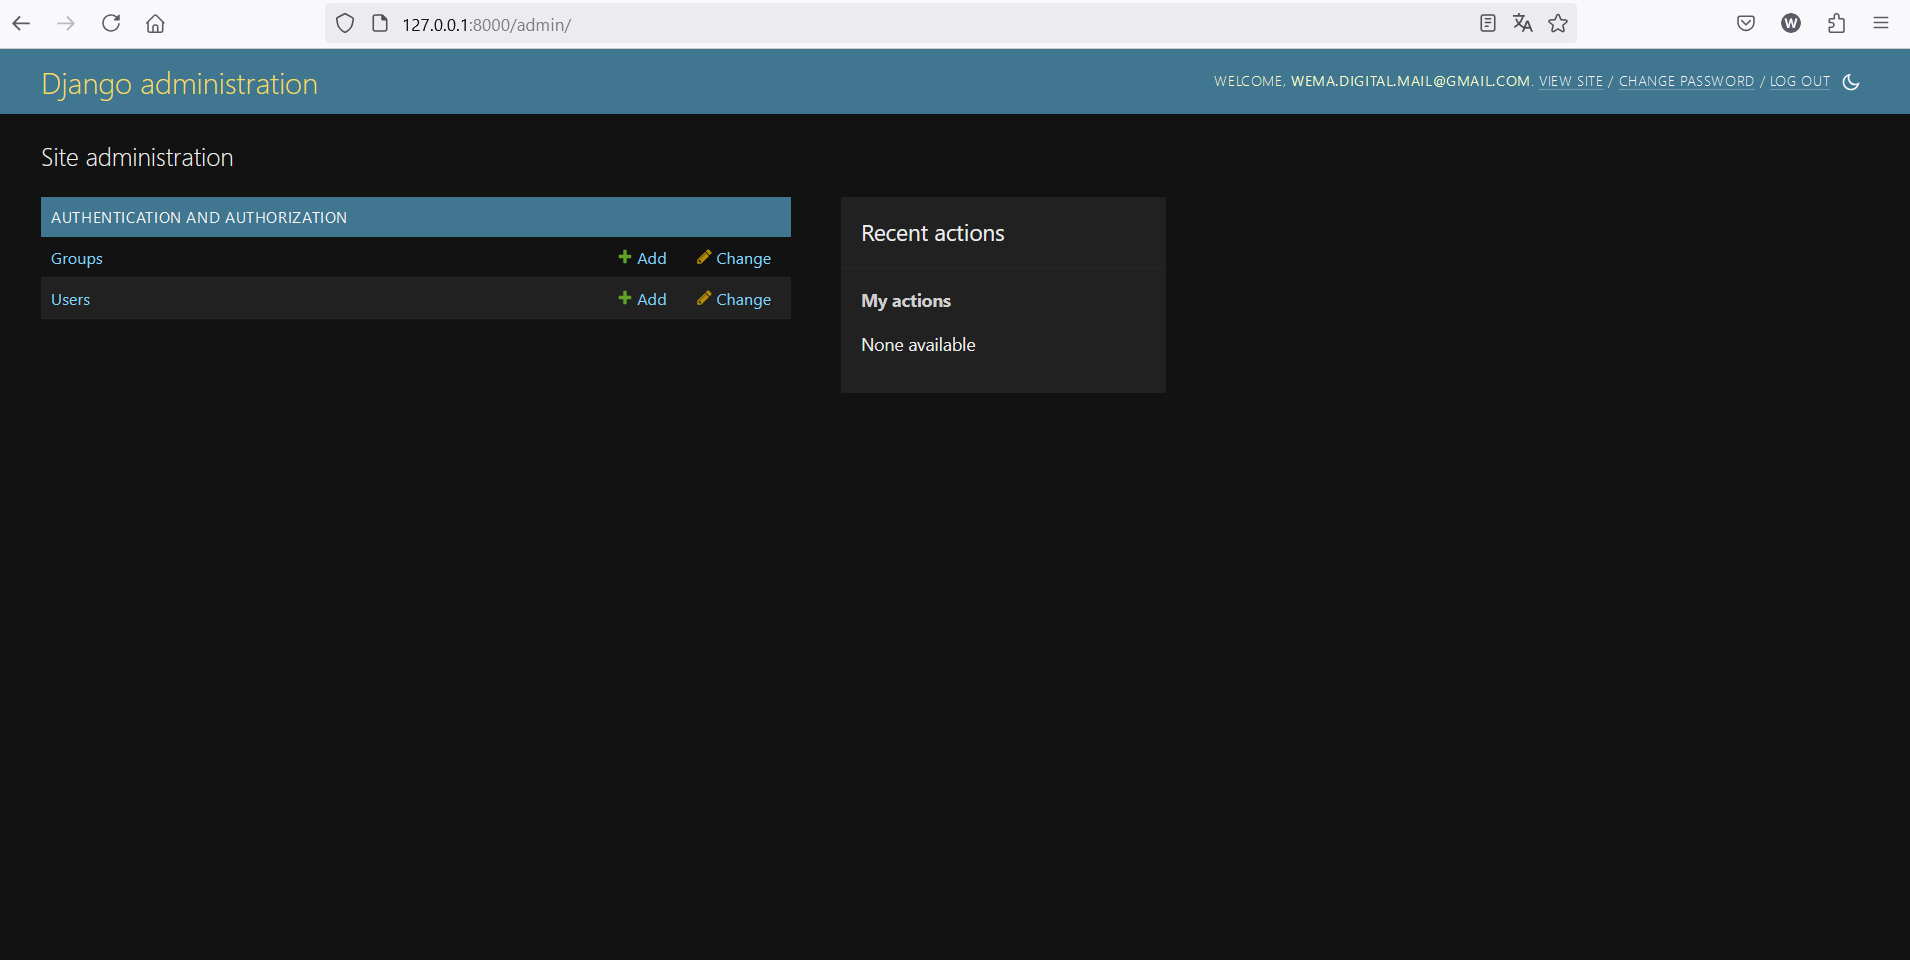 127.0.0.1:8000/admin/
W
Django administration
WELCOME, WEMA.DIGITAL.MAIL@GMAIL.COM. VIEW SITE / CHANGE PASSWORD / LOG OUT
Site administration
AUTHENTICATION AND AUTHORIZATION
Groups Add Change
Users Add Change
Recent actions
My actions
None available